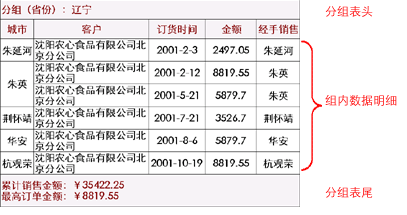 分组（省份）：辽宁
分组表头
城市 客户 订货时间 金额 经手销售
朱延河 沈阳农心食品有限公司北京分公司 2001-2-3 2497.05 朱延河
朱英 沈阳农心食品有限公司北京分公司 2001-2-12 8819.55 朱英
沈阳农心食品有限公司北京分公司 2001-5-21 5879.7 朱英
组内数据明细
荆怀靖 沈阳农心食品有限公司北京分公司 2001-7-21 3526.7 荆怀靖
华安 沈阳农心食品有限公司北京分公司 2001-8-6 5879.7 华安
杭观荣 沈阳农心食品有限公司北京分公司 2001-10-19 8819.55 杭观荣
累计销售金额：￥35422.25
最高订单金额：￥8819.55
分组表尾